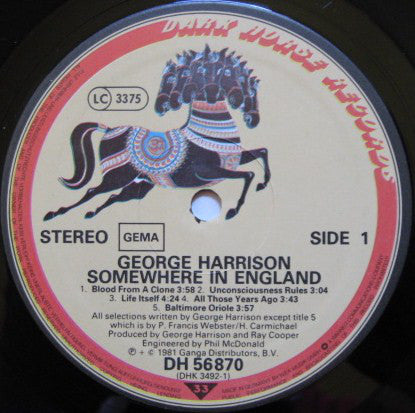 DARK HORSE RECORDS
LC 3375
STEREO
GEMA
SIDE 1
GEORGE HARRISON
SOMEWHERE IN ENGLAND
1. Blood From A Clone 3:58 2. Unconsciousness Rules 3:04
3. Life Itself 4:24 4. All Those Years Ago 3:43
5. Baltimore Oriole 3:57
All selections written by George Harrison except title 5
which is by P. Francis Webster/H. Carmichael
Produced by George Harrison and Ray Cooper
Engineered by Phil McDonald
℗ + © 1981 Ganga Distributors, B.V.
DH 56870
(DHK 3492-1)
33